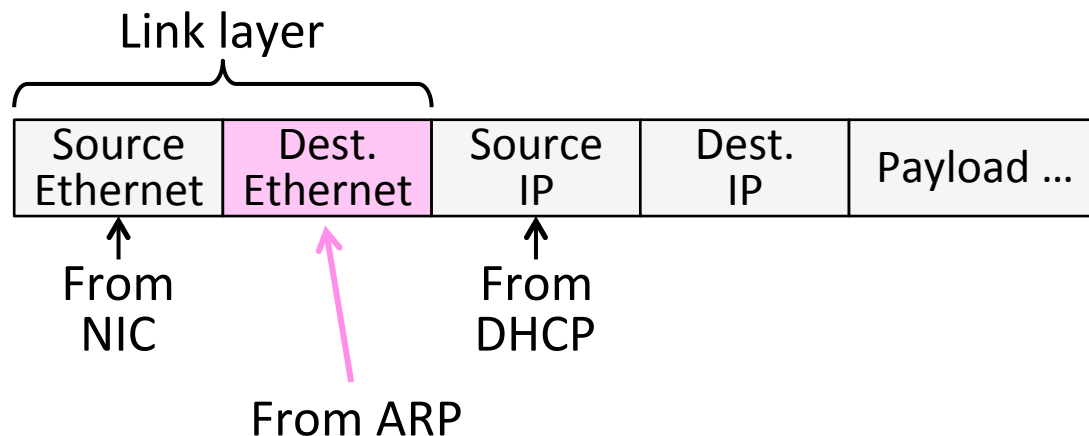 Link layer
Source
Ethernet
Dest.
Ethernet
Source
IP
Dest.
IP
Payload ...
From
NIC
From
DHCP
From ARP